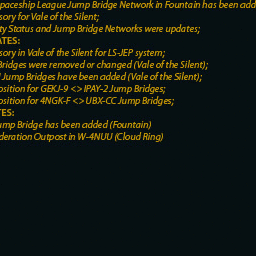 paceship League Jump Bridge Network in Fountain has been add
sory for Vale of the Silent;
ty Status and Jump Bridge Networks were updates;
ATES:
sory in Vale of the Silent for LS-JEP system;
Bridges were removed or changed (Vale of the Silent);
l Jump Bridges have been added (Vale of the Silent);
osition for GEKJ-9 <> IPAY-2 Jump Bridges;
osition for 4NGK-F <> UBX-CC Jump Bridges;
TES:
ump Bridge has been added (Fountain)
deration Outpost in W-4NUU (Cloud Ring)